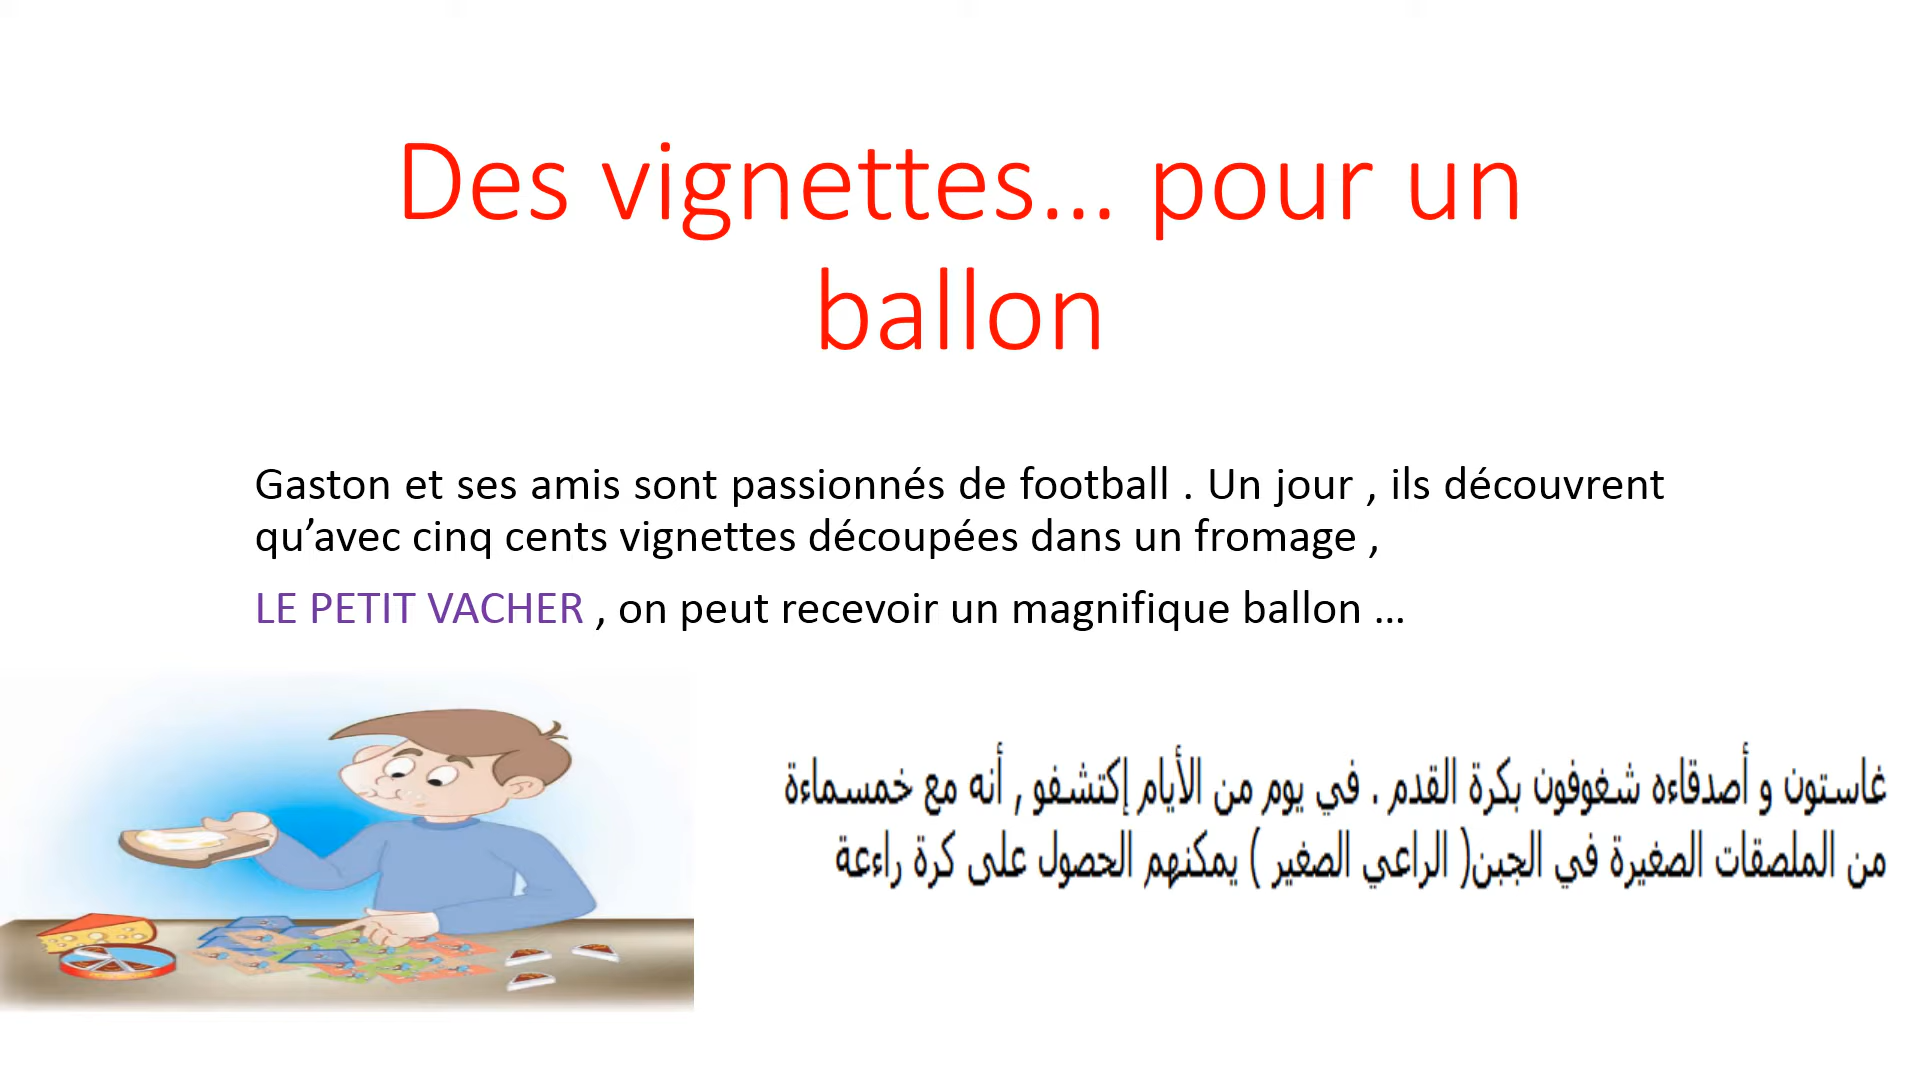 Des vignettes… pour un
ballon
Gaston et ses amis sont passionnés de football . Un jour , ils découvrent
qu’avec cinq cents vignettes découpées dans un fromage ,
LE PETIT VACHER , on peut recevoir un magnifique ballon …
غاستون و أصدقاءه شغوفون بكرة القدم . في يوم من الأيام إكتشفو , أنه مع خمسماءة
من الملصقات الصغيرة في الجبن( الراعي الصغير ) يمكنهم الحصول على كرة راءعة